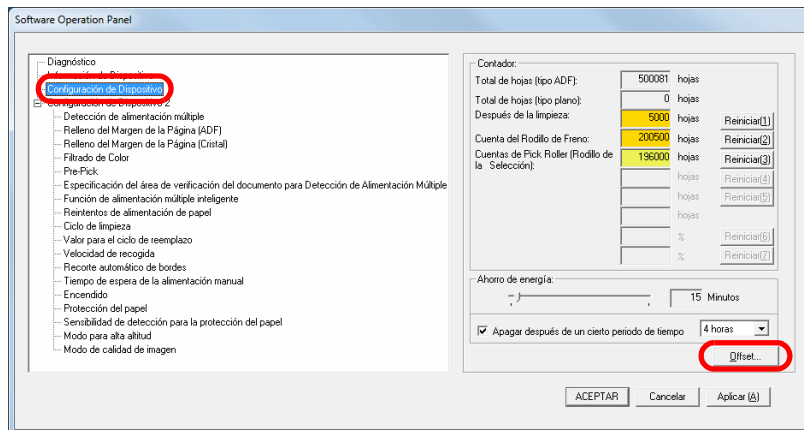 Software Operation Panel
Diagnóstico
Información de Dispositivo
Configuración de Dispositivo
Configuración de Dispositivo 2
Detección de alimentación múltiple
Relleno del Margen de la Página (ADF)
Relleno del Margen de la Página (Cristal)
Filtrado de Color
Pre-Pick
Especificación del área de verificación del documento para Detección de Alimentación Múltiple
Función de alimentación múltiple inteligente
Reintentos de alimentación de papel
Ciclo de limpieza
Valor para el ciclo de reemplazo
Velocidad de recogida
Recorte automático de bordes
Tiempo de espera de la alimentación manual
Encendido
Protección del papel
Sensibilidad de detección para la protección del papel
Modo para alta altitud
Modo de calidad de imagen
Contador:
Total de hojas (tipo ADF): 500081 hojas
Total de hojas (tipo plano): 0 hojas
Después de la limpieza: 5000 hojas Reiniciar(1)
Cuenta del Rodillo de Freno: 200500 hojas Reiniciar(2)
Cuentas de Pick Roller (Rodillo de la Selección): 196000 hojas Reiniciar(3)
hojas Reiniciar(4)
hojas Reiniciar(5)
hojas
% Reiniciar(6)
% Reiniciar(7)
Ahorro de energía:
15 Minutos
Apagar después de un cierto periodo de tiempo 4 horas
Offset...
ACEPTAR Cancelar Aplicar (A)